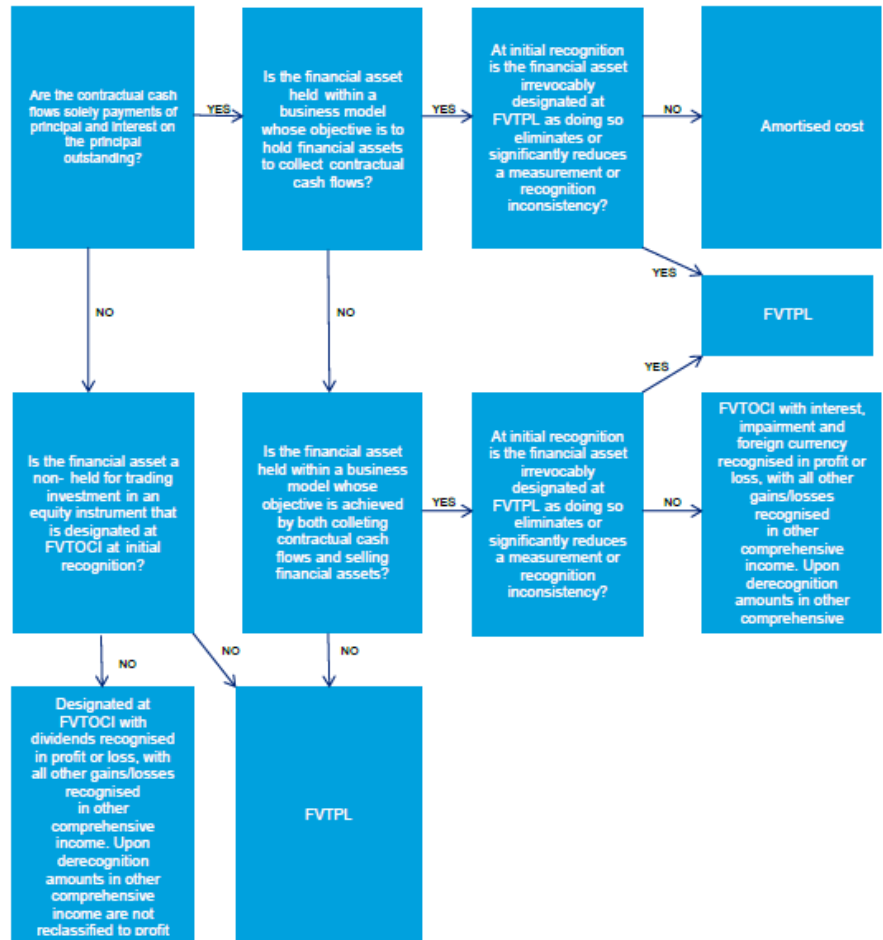 Are the contractual cash
flows solely payments of
principal and interest on
the principal
outstanding?
YES
Is the financial asset
held within a
business model
whose objective is to
hold financial assets
to collect contractual
cash flows?
YES
At initial recognition
is the financial asset
irrevocably
designated at
FVTPL as doing so
eliminates or
significantly reduces
a measurement or
recognition
inconsistency?
NO
Amortised cost
YES
FVTPL
NO
NO
YES
Is the financial asset a
non- held for trading
investment in an
equity instrument that
is designated at
FVTOCI at initial
recognition?
Is the financial asset
held within a business
model whose
objective is achieved
by both colleting
contractual cash
flows and selling
financial assets?
YES
At initial recognition
is the financial asset
irrevocably
designated at
FVTPL as doing so
eliminates or
significantly reduces
a measurement or
recognition
inconsistency?
NO
FVTOCI with interest,
impairment and
foreign currency
recognised in profit or
loss, with all other
gains/losses
recognised
in other
comprehensive
income. Upon
derecognition
amounts in other
comprehensive
NO
NO
NO
Designated at
FVTOCI with
dividends recognised
in profit or loss, with
all other gains/losses
recognised
in other
comprehensive
income. Upon
derecognition
amounts in other
comprehensive
income are not
reclassified to profit
FVTPL